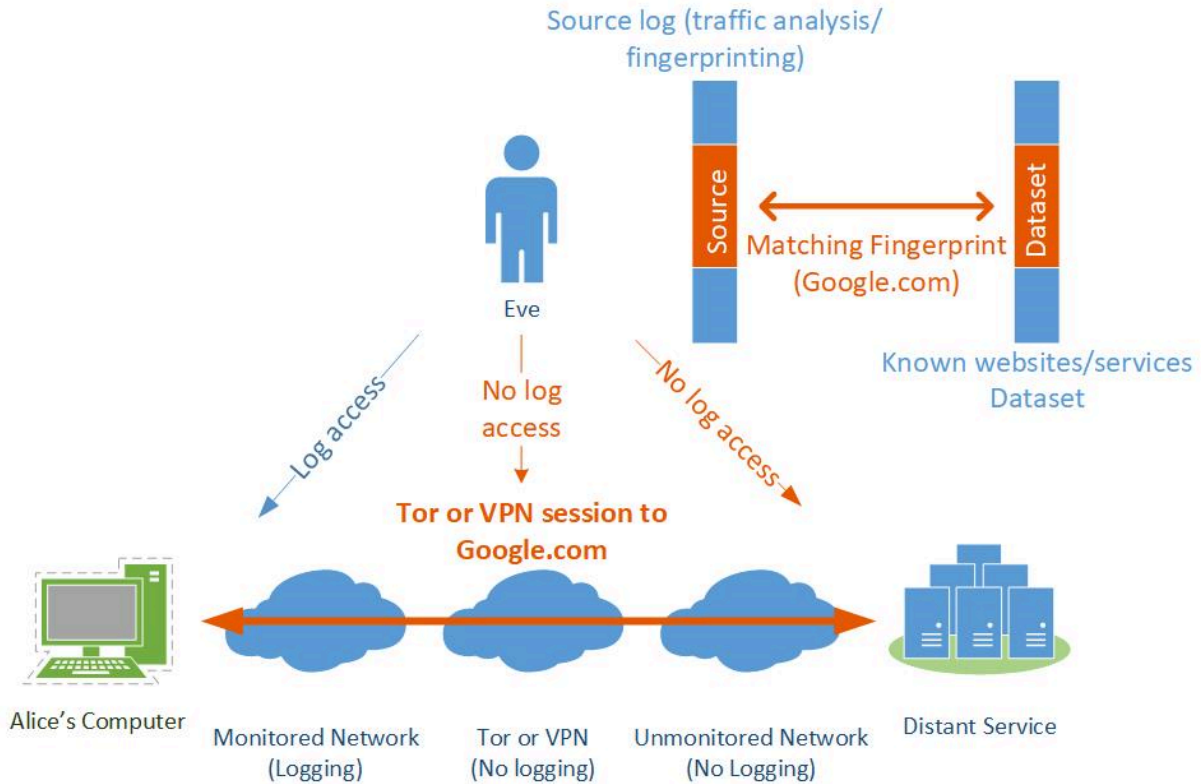 Source log (traffic analysis/
fingerprinting)
Source
Dataset
Matching Fingerprint
(Google.com)
Known websites/services
Dataset
Eve
Log access
No log
access
No log access
Tor or VPN session to
Google.com
Alice's Computer
Monitored Network
(Logging)
Tor or VPN
(No logging)
Unmonitored Network
(No Logging)
Distant Service